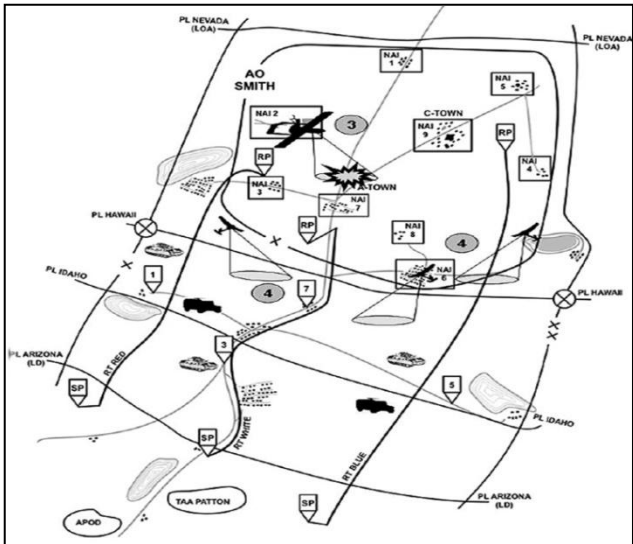 PL NEVADA
(LOA)
PL NEVADA
(LOA)
AO
SMITH
NAI
1
NAI
5
C-TOWN
NAI 2
3
NAI
9
RP
RP
A-TOWN
NAI
4
NAI
3
NAI
7
PL HAWAII
RP
NAI
8
4
X
PL IDAHO
NAI
6
X
1
4
7
PL HAWAII
X
X
3
PL ARIZONA
(LD)
RT RED
5
SP
PL IDAHO
SP
RT WHITE
RT BLUE
TAA PATTON
SP
PL ARIZONA
(LD)
APOD